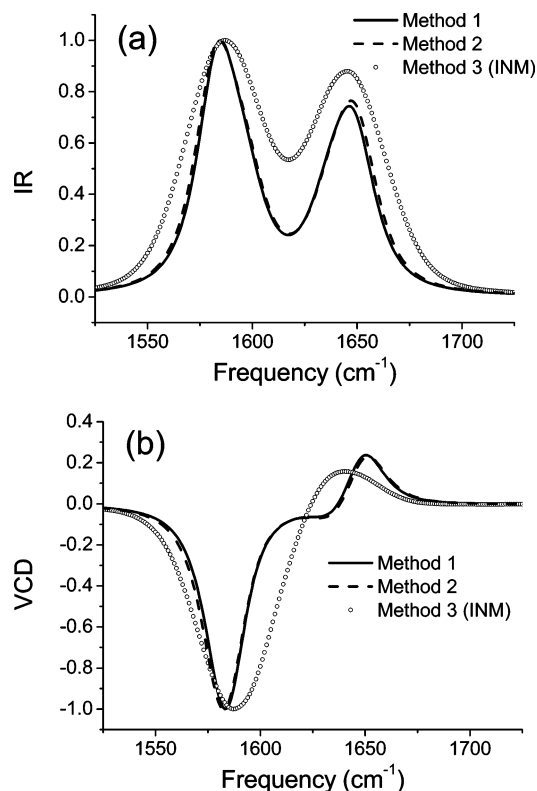 (a)
Method 1
Method 2
Method 3 (INM)
1.0
0.8
0.6
0.4
0.2
0.0
IR
1550 1600 1650 1700
Frequency (cm⁻¹)
(b)
0.4
0.2
0.0
-0.2
-0.4
-0.6
-0.8
-1.0
VCD
Method 1
Method 2
Method 3 (INM)
1550 1600 1650 1700
Frequency (cm⁻¹)